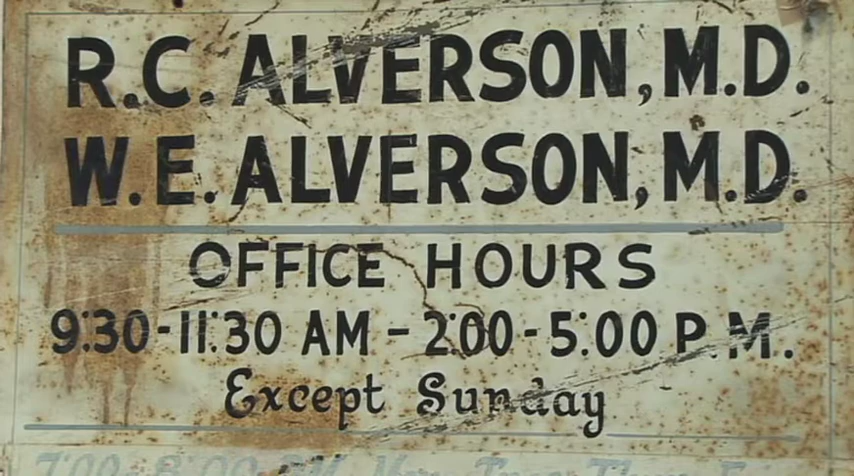 R.C. ALVERSON, M.D.
W.E. ALVERSON, M.D.
OFFICE HOURS
9:30-11:30 AM - 2:00-5:00 P.M.
Except Sunday